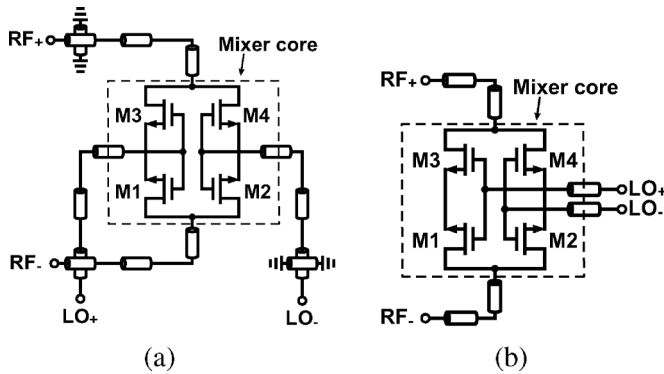 RF+
Mixer core
M3 M4
M1 M2
RF-
LO+ LO-
(a)
RF+
Mixer core
M3 M4
LO+
LO-
M1 M2
RF-
(b)